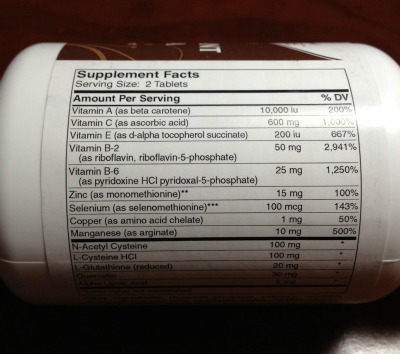 Supplement Facts
Serving Size: 2 Tablets
Amount Per Serving % DV
Vitamin A (as beta carotene) 10,000 iu 200%
Vitamin C (as ascorbic acid) 600 mg 1,000%
Vitamin E (as d-alpha tocopherol succinate) 200 iu 667%
Vitamin B-2 50 mg 2,941%
(as riboflavin, riboflavin-5-phosphate)
Vitamin B-6 25 mg 1,250%
(as pyridoxine HCl pyridoxal-5-phosphate)
Zinc (as monomethionine)** 15 mg 100%
Selenium (as selenomethionine)*** 100 mcg 143%
Copper (as amino acid chelate) 1 mg 50%
Manganese (as arginate) 10 mg 500%
N-Acetyl Cysteine 100 mg *
L-Cysteine HCl 100 mg *
L-Glutathione (reduced) 20 mg *
Quercetin *